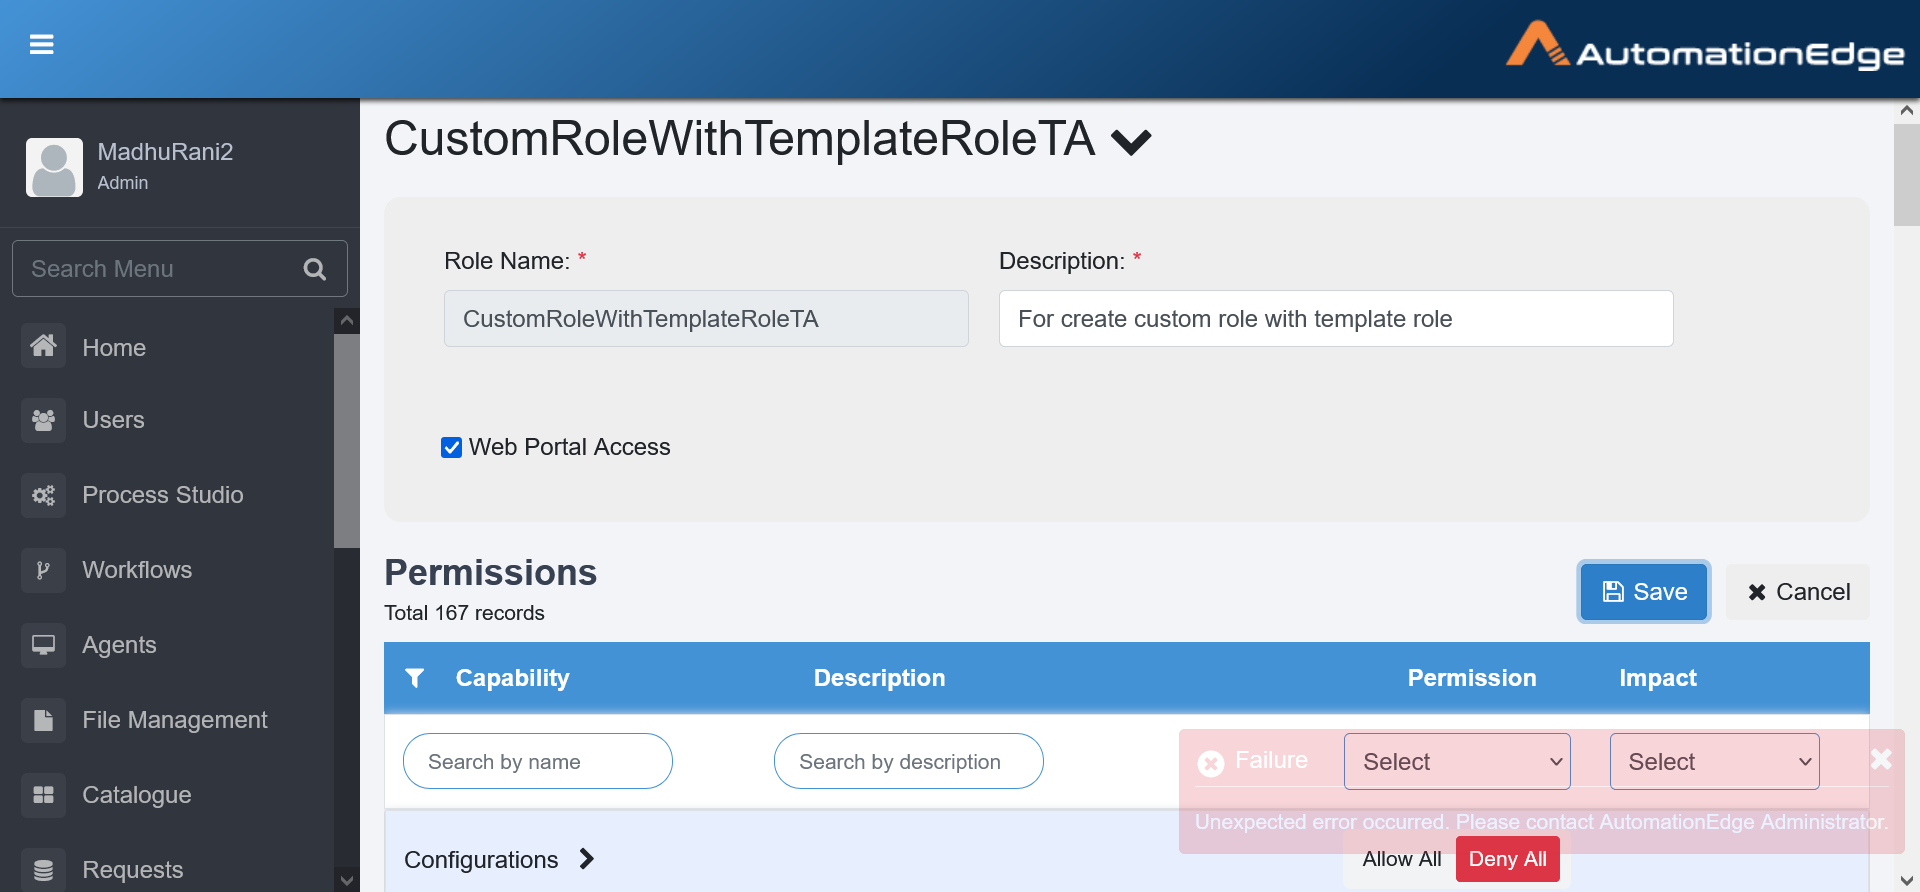 AutomationEdge
MadhuRani2
Admin
Search Menu
Home
Users
Process Studio
Workflows
Agents
File Management
Catalogue
Requests
CustomRoleWithTemplateRoleTA
Role Name: *
Description: *
CustomRoleWithTemplateRoleTA
For create custom role with template role
Web Portal Access
Permissions
Total 167 records
Save
Cancel
Capability
Description
Permission
Impact
Search by name
Search by description
Failure
Select
Select
Unexpected error occurred. Please contact AutomationEdge Administrator.
Configurations
Allow All
Deny All